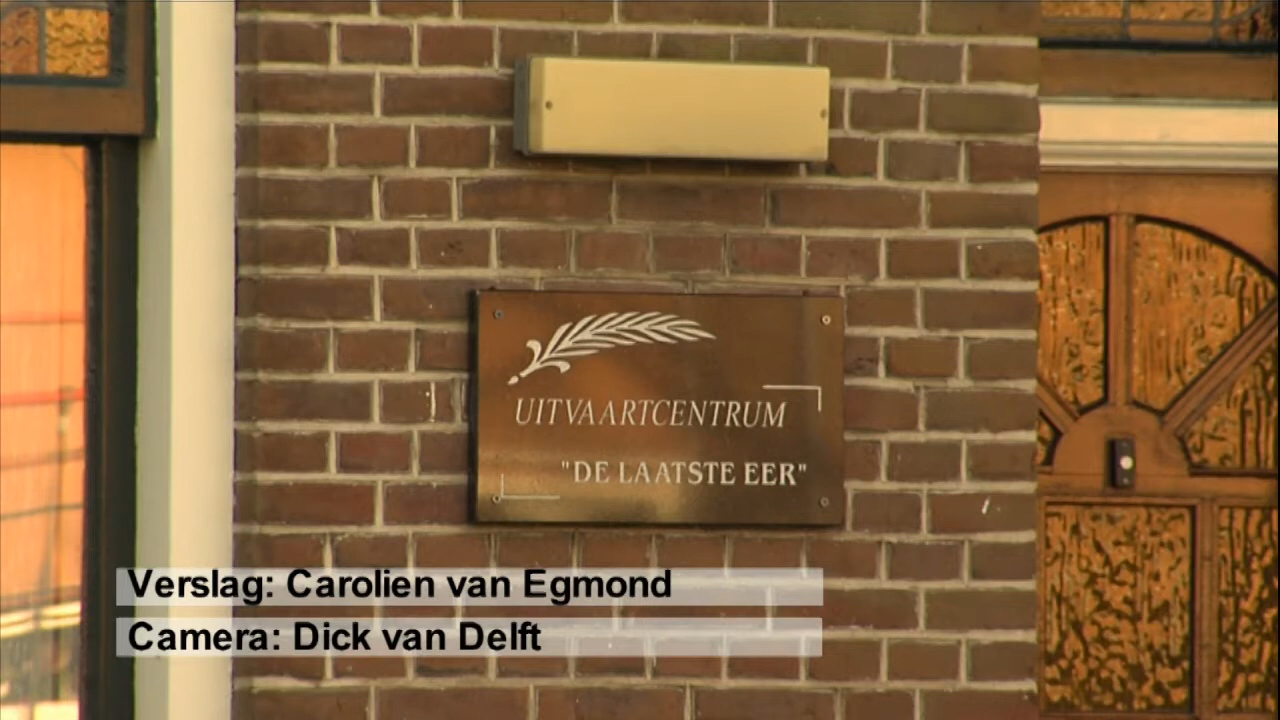 UITVAARTCENTRUM
"DE LAATSTE EER"
Verslag: Carolien van Egmond
Camera: Dick van Delft